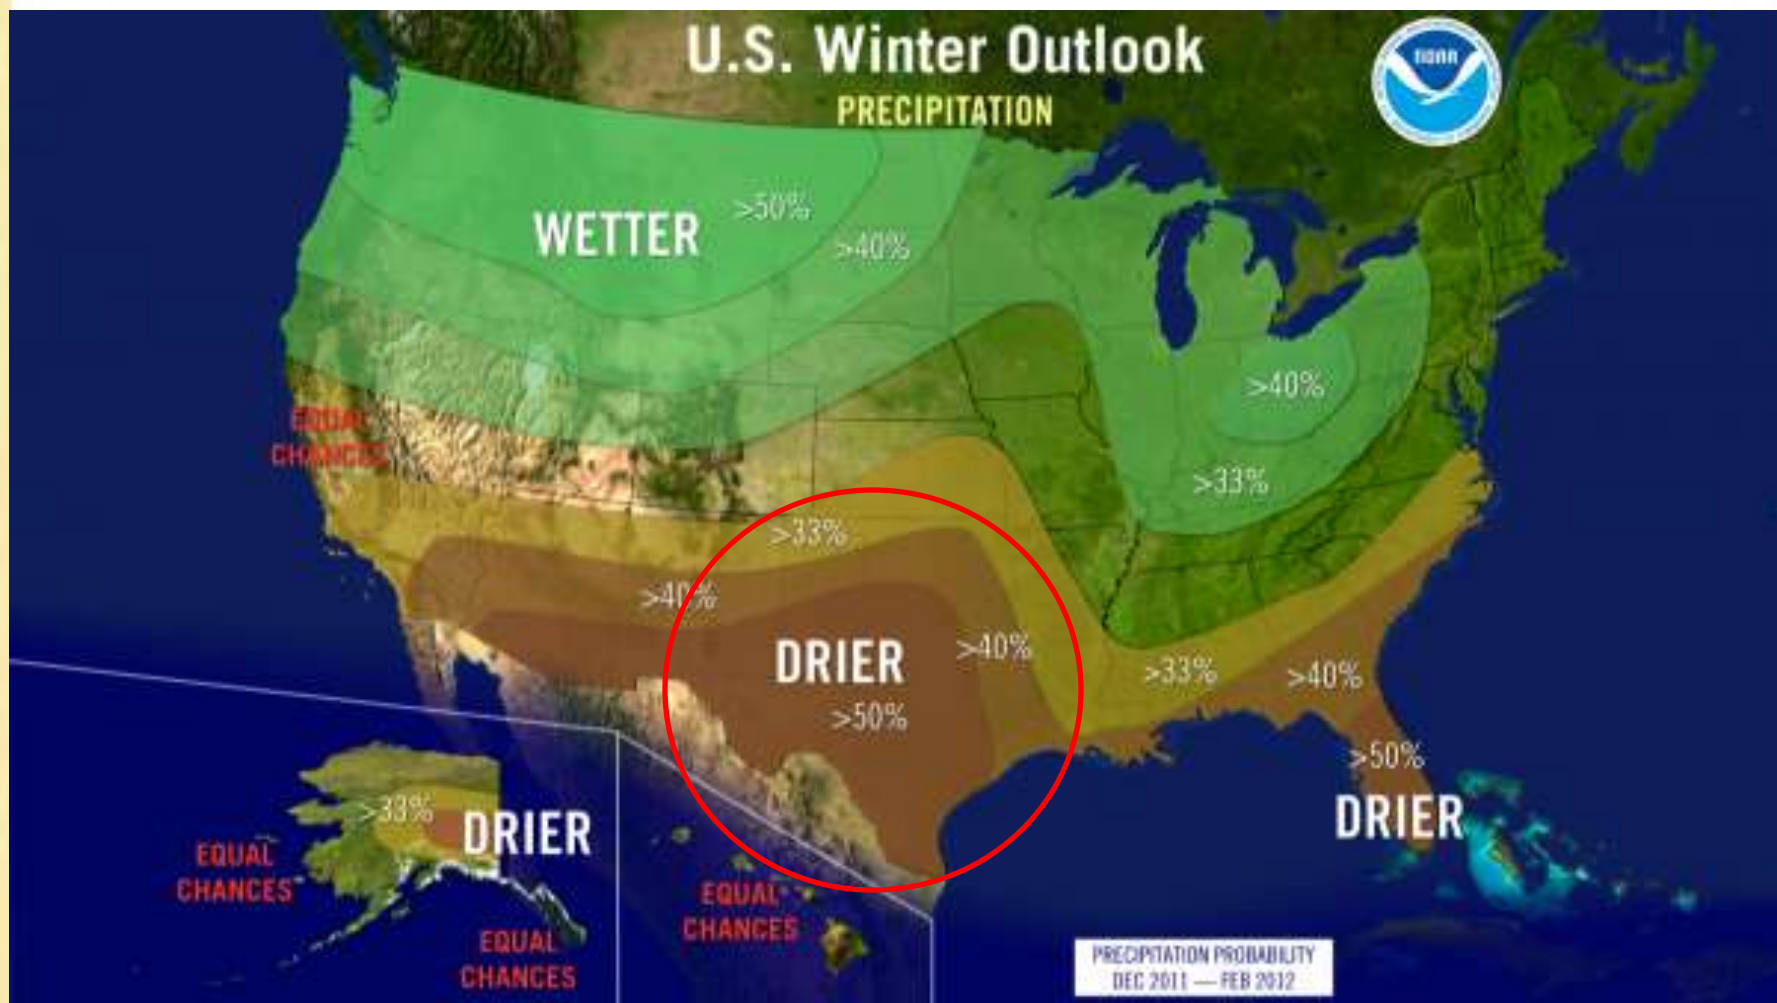 U.S. Winter Outlook
PRECIPITATION
noaa
>50%
WETTER
>40%
>40%
EQUAL
CHANCES
>33%
>33%
>40%
DRIER
>40%
>33%
>40%
>50%
>50%
DRIER
>33%
DRIER
EQUAL
CHANCES
EQUAL
CHANCES
EQUAL
CHANCES
PRECIPITATION PROBABILITY
DEC 2011 — FEB 2012